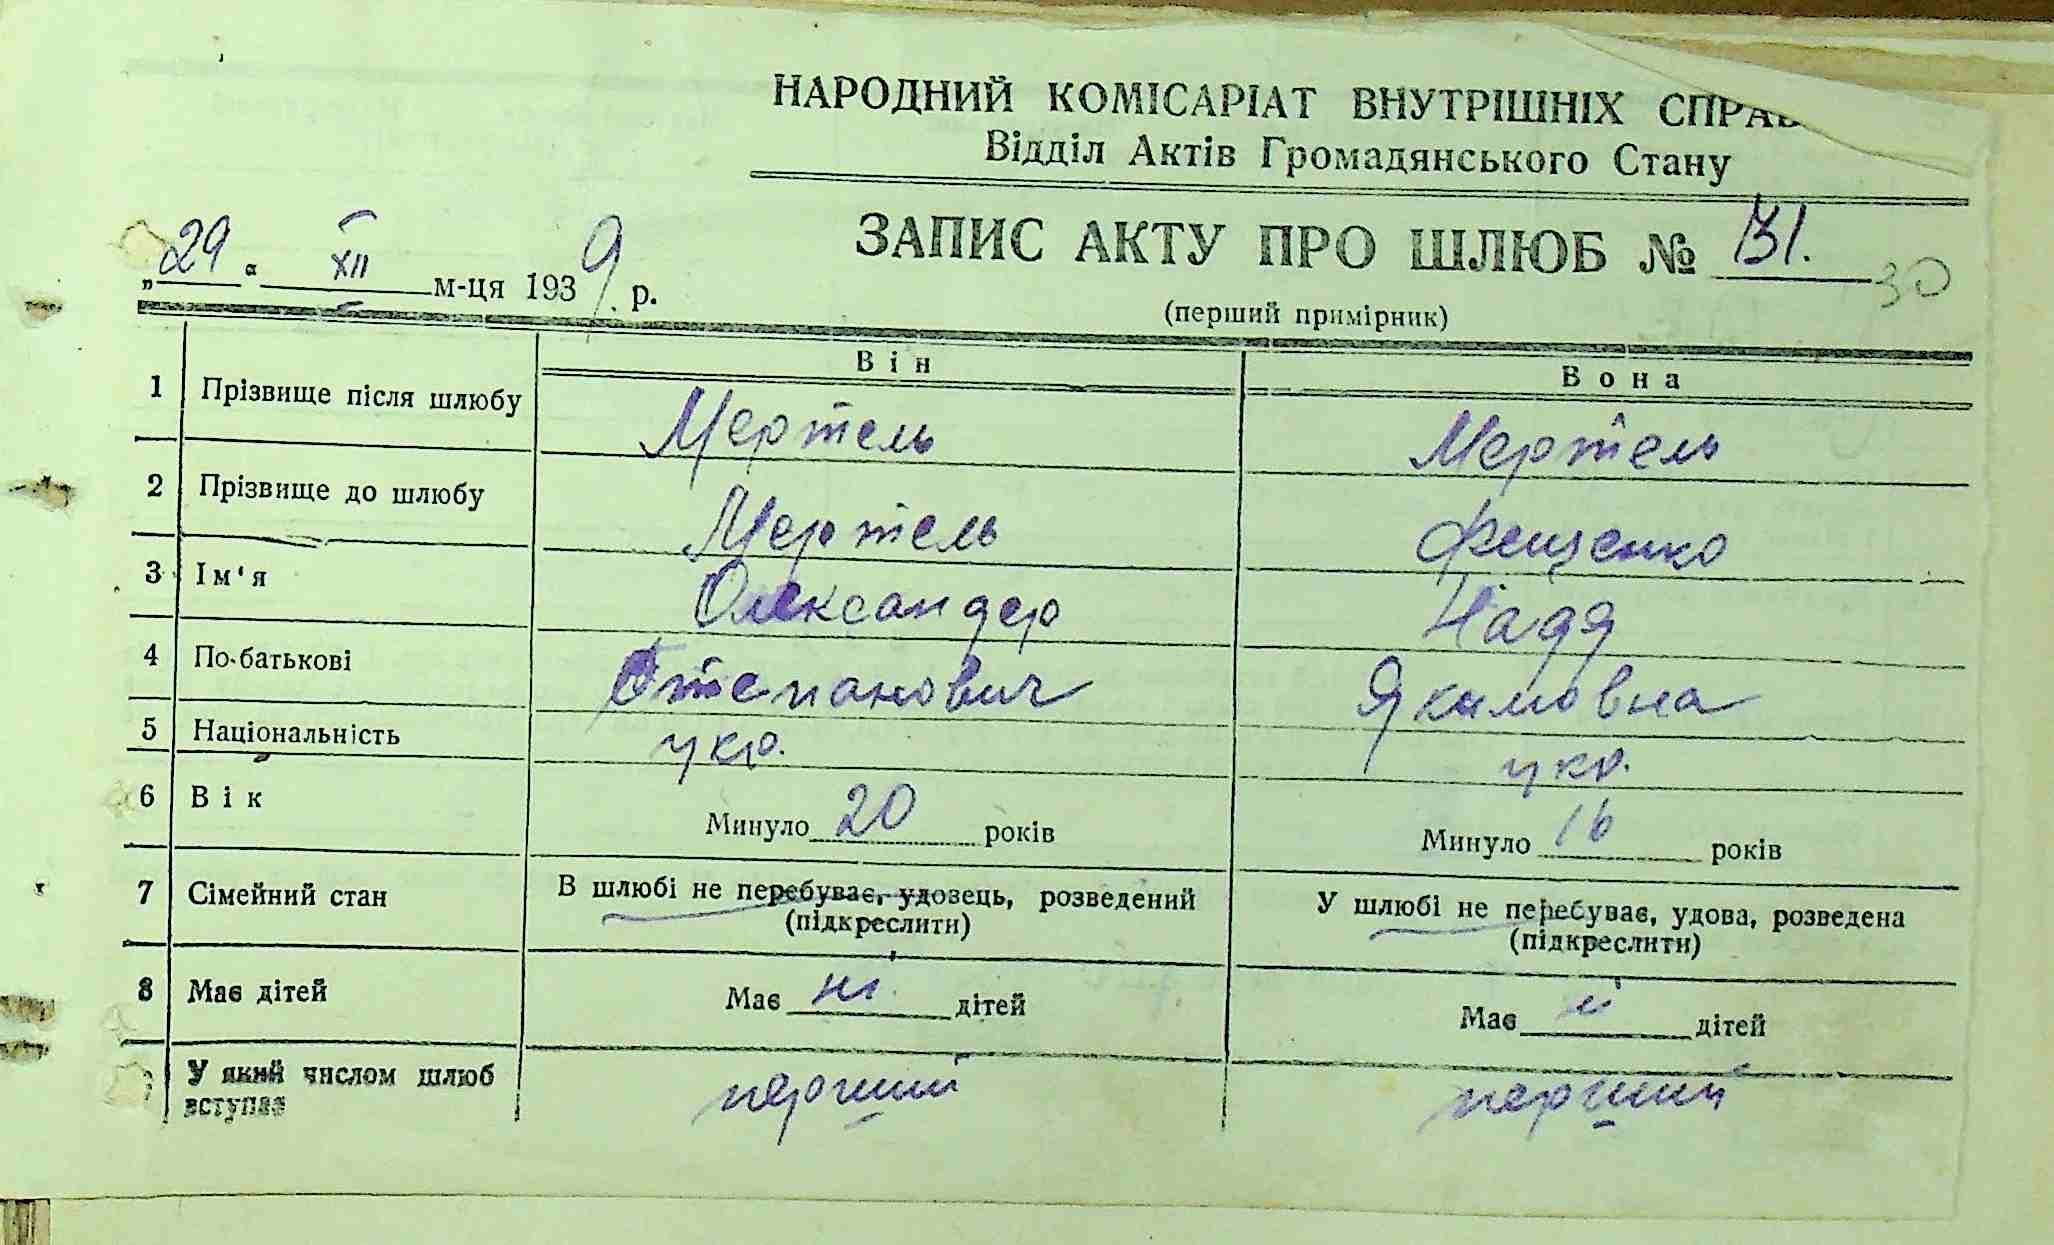 НАРОДНИЙ КОМІСАРІАТ ВНУТРІШНІХ СПРАВ
Відділ Актів Громадянського Стану
ЗАПИС АКТУ ПРО ШЛЮБ № 131.
30
„29“ XII м-ця 1939 р.
(перший примірник)
Він Вона
1 Прізвище після шлюбу Мертель Мертель
2 Прізвище до шлюбу Мертель Фещенко
3 Ім'я Олександер Надя
4 По-батькові Степанович Якимовна
5 Національність укр. укр.
6 Вік Минуло 20 років Минуло 16 років
7 Сімейний стан В шлюбі не перебуває, удовець, розведений У шлюбі не перебуває, удова, розведена
(підкреслити) (підкреслити)
8 Має дітей Має ні дітей Має дітей
У який числом шлюб перший перший
вступає